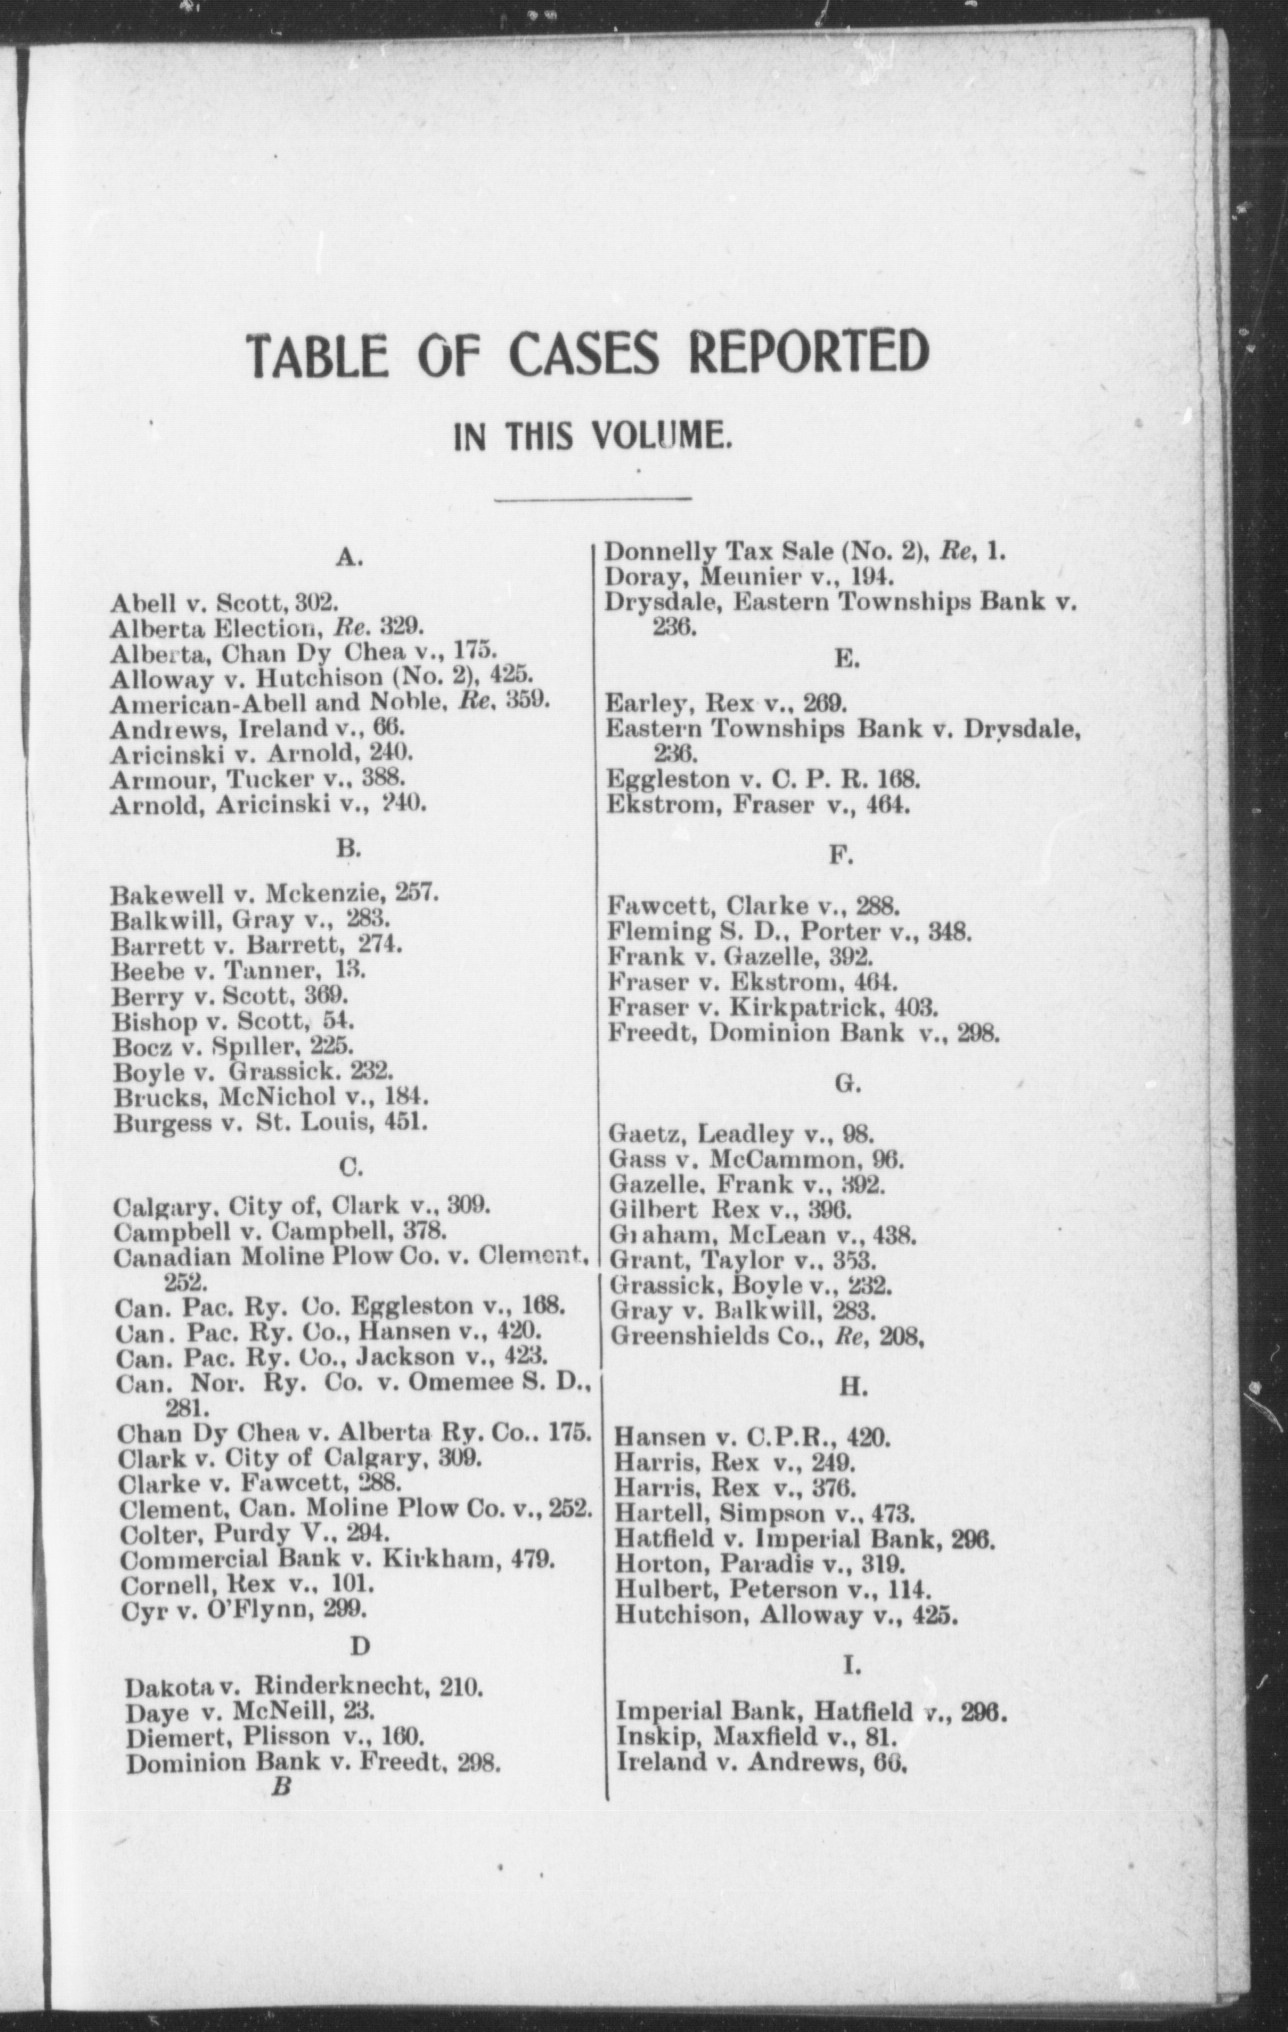 TABLE OF CASES REPORTED
IN THIS VOLUME.
A.
Abell v. Scott, 302.
Alberta Election, Re. 329.
Alberta, Chan Dy Chea v., 175.
Alloway v. Hutchison (No. 2), 425.
American-Abell and Noble, Re, 359.
Andrews, Ireland v., 66.
Aricinski v. Arnold, 240.
Armour, Tucker v., 388.
Arnold, Aricinski v., 240.
B.
Bakewell v. Mckenzie, 257.
Balkwill, Gray v., 283.
Barrett v. Barrett, 274.
Beebe v. Tanner, 13.
Berry v. Scott, 369.
Bishop v. Scott, 54.
Bocz v. Spiller, 225.
Boyle v. Grassick. 232.
Brucks, McNichol v., 184.
Burgess v. St. Louis, 451.
C.
Calgary, City of, Clark v., 309.
Campbell v. Campbell, 378.
Canadian Moline Plow Co. v. Clement,
252.
Can. Pac. Ry. Co. Eggleston v., 168.
Can. Pac. Ry. Co., Hansen v., 420.
Can. Pac. Ry. Co., Jackson v., 423.
Can. Nor. Ry. Co. v. Omemee S. D.,
281.
Chan Dy Chea v. Alberta Ry. Co.. 175.
Clark v. City of Calgary, 309.
Clarke v. Fawcett, 288.
Clement, Can. Moline Plow Co. v., 252.
Colter, Purdy V., 294.
Commercial Bank v. Kirkham, 479.
Cornell, Rex v., 101.
Cyr v. O'Flynn, 299.
D
Dakota v. Rinderknecht, 210.
Daye v. McNeill, 23.
Diemert, Plisson v., 160.
Dominion Bank v. Freedt, 298.
B
Donnelly Tax Sale (No. 2), Re, 1.
Doray, Meunier v., 194.
Drysdale, Eastern Townships Bank v.
236.
E.
Earley, Rex v., 269.
Eastern Townships Bank v. Drysdale,
236.
Eggleston v. C. P. R. 168.
Ekstrom, Fraser v., 464.
F.
Fawcett, Clarke v., 288.
Fleming S. D., Porter v., 348.
Frank v. Gazelle, 392.
Fraser v. Ekstrom, 464.
Fraser v. Kirkpatrick, 403.
Freedt, Dominion Bank v., 298.
G.
Gaetz, Leadley v., 98.
Gass v. McCammon, 96.
Gazelle, Frank v., 392.
Gilbert Rex v., 396.
Graham, McLean v., 438.
Grant, Taylor v.. 353.
Grassick, Boyle v., 232.
Gray v. Balkwill, 283.
Greenshields Co., Re, 208,
H.
Hansen v. C.P.R., 420.
Harris, Rex v., 249.
Harris, Rex v., 376.
Hartell, Simpson v., 473.
Hatfield v. Imperial Bank, 296.
Horton, Paradis v., 319.
Hulbert, Peterson v., 114.
Hutchison, Alloway v., 425.
I.
Imperial Bank, Hatfield v., 296.
Inskip, Maxfield v., 81.
Ireland v. Andrews, 66.